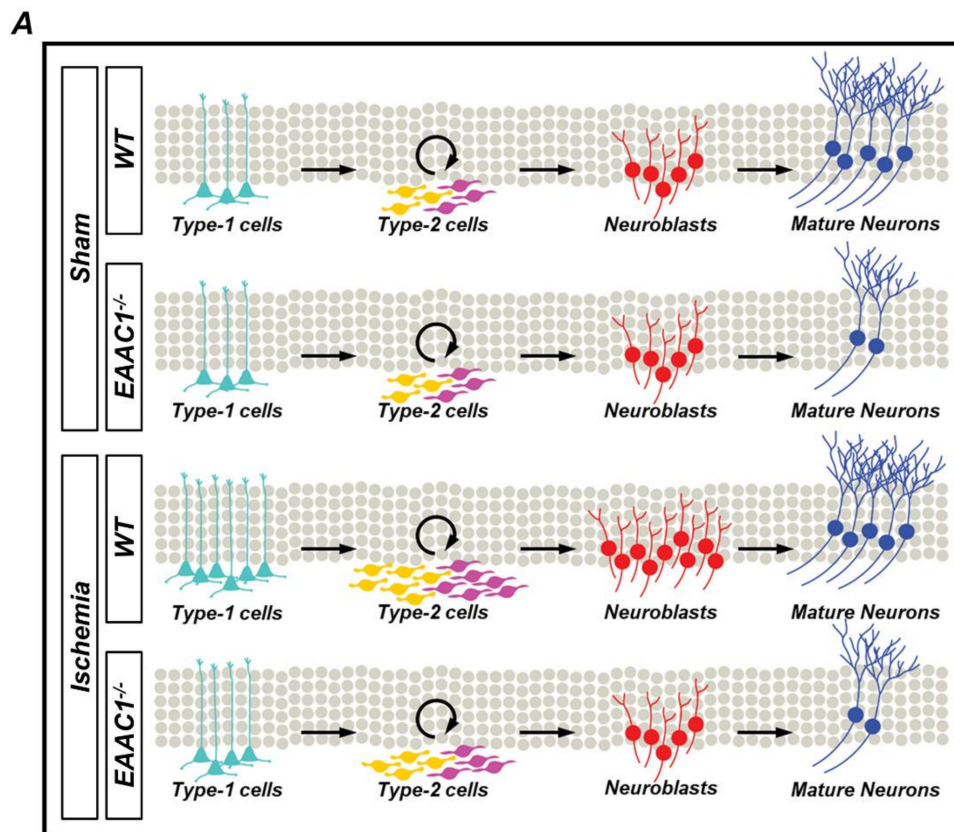 A
Sham
WT
Type-1 cells
Type-2 cells
Neuroblasts
Mature Neurons
EAAC1-/-
Type-1 cells
Type-2 cells
Neuroblasts
Mature Neurons
Ischemia
WT
Type-1 cells
Type-2 cells
Neuroblasts
Mature Neurons
EAAC1-/-
Type-1 cells
Type-2 cells
Neuroblasts
Mature Neurons